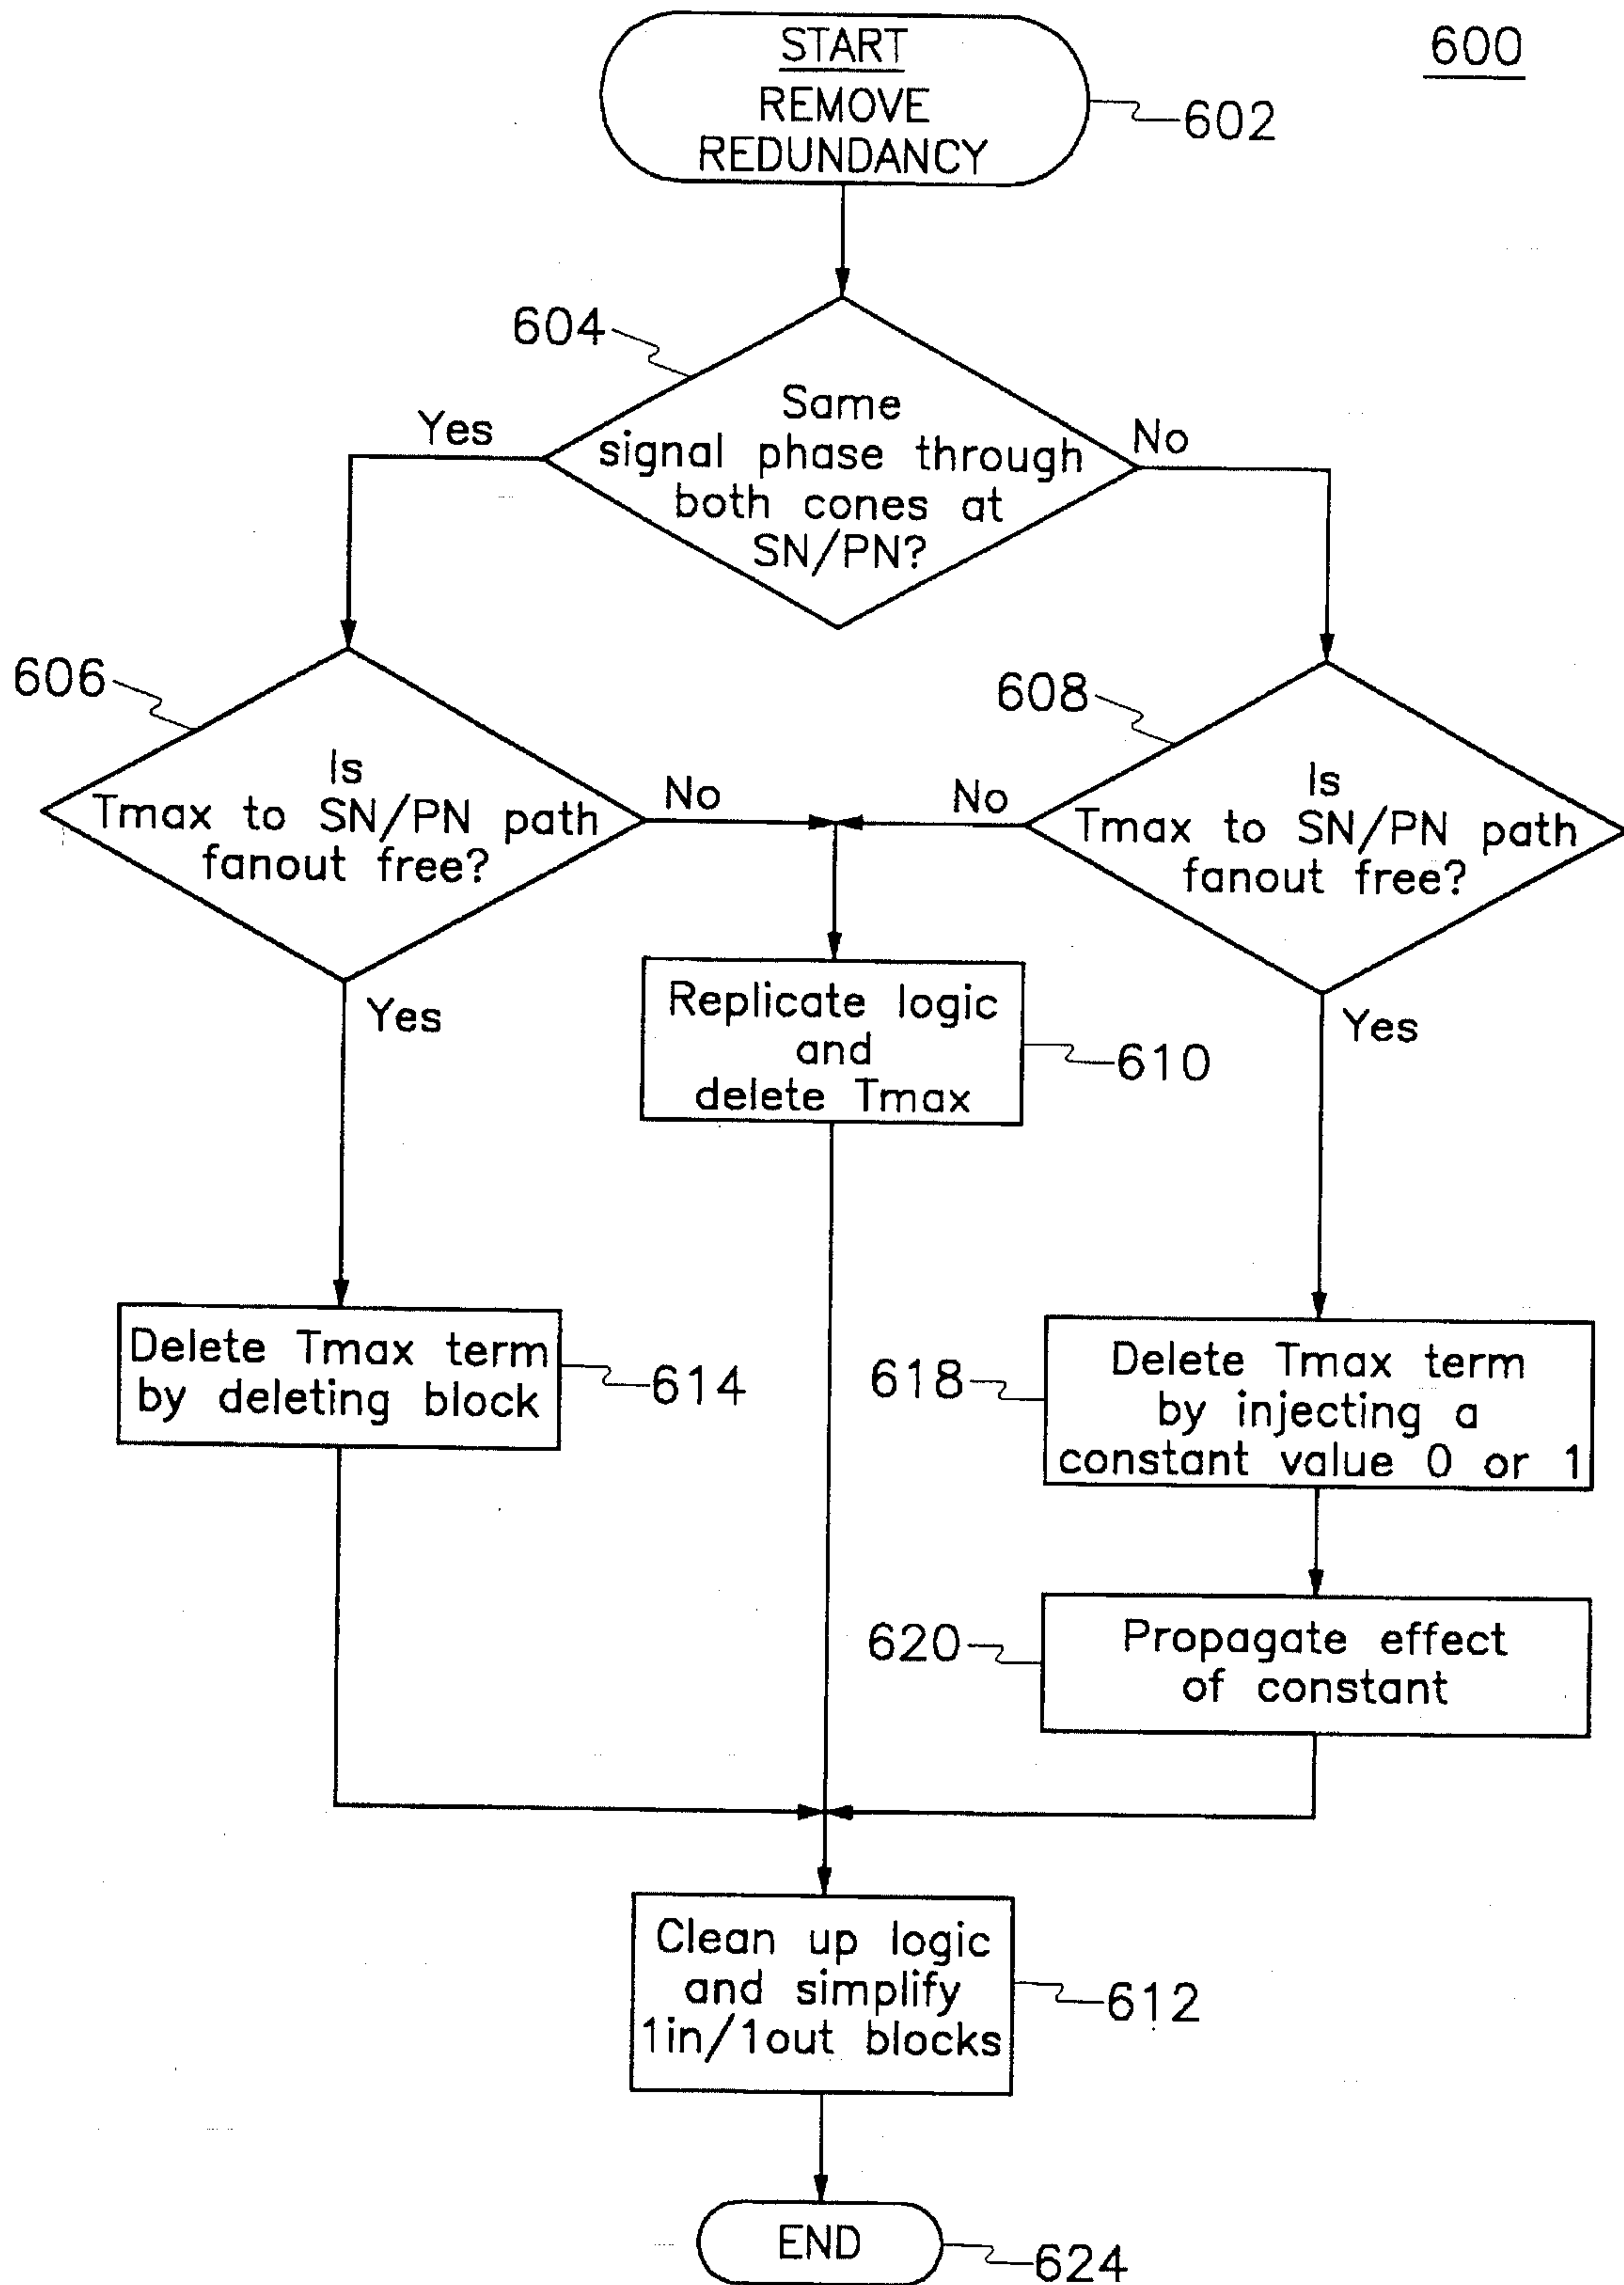 600
START
REMOVE
REDUNDANCY
602
604
Same
signal phase through
both cones at
SN/PN?
Yes
No
606
Is
Tmax to SN/PN path
fanout free?
No
608
Is
Tmax to SN/PN path
fanout free?
No
Yes
Yes
Replicate logic
and
delete Tmax
610
Delete Tmax term
by deleting block
614
618
Delete Tmax term
by injecting a
constant value 0 or 1
620
Propagate effect
of constant
Clean up logic
and simplify
1in/1out blocks
612
END
624